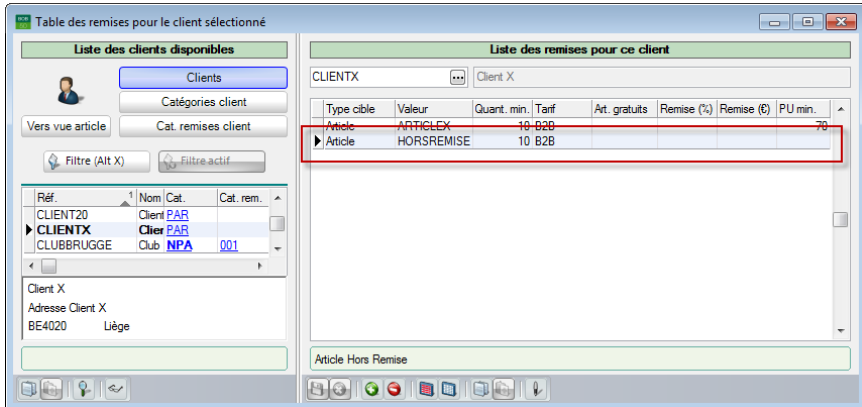 Table des remises pour le client sélectionné
Liste des clients disponibles
Clients
Catégories client
Vers vue article
Cat. remises client
Filtre (Alt X)
Filtre actif
Réf. 1 Nom Cat. Cat. rem.
CLIENT20 Client PAR
CLIENTX Clier PAR
CLUBBRUGGE Club NPA 001
Client X
Adresse Client X
BE4020 Liège
Liste des remises pour ce client
CLIENTX ... Client X
Type cible Valeur Quant. min. Tarif Art. gratuits Remise (%) Remise (€) PU min.
Article ARTICLEX 10 B2B 70
Article HORSREMISE 10 B2B
Article Hors Remise